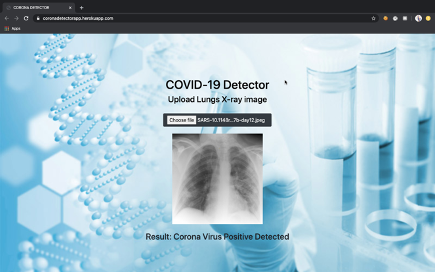 CORONA DETECTOR
coronadetectorapp.herokuapp.com
Apps
COVID-19 Detector
Upload Lungs X-ray image
Choose file SARS-10.1148r...7b-day12.jpeg
Result: Corona Virus Positive Detected